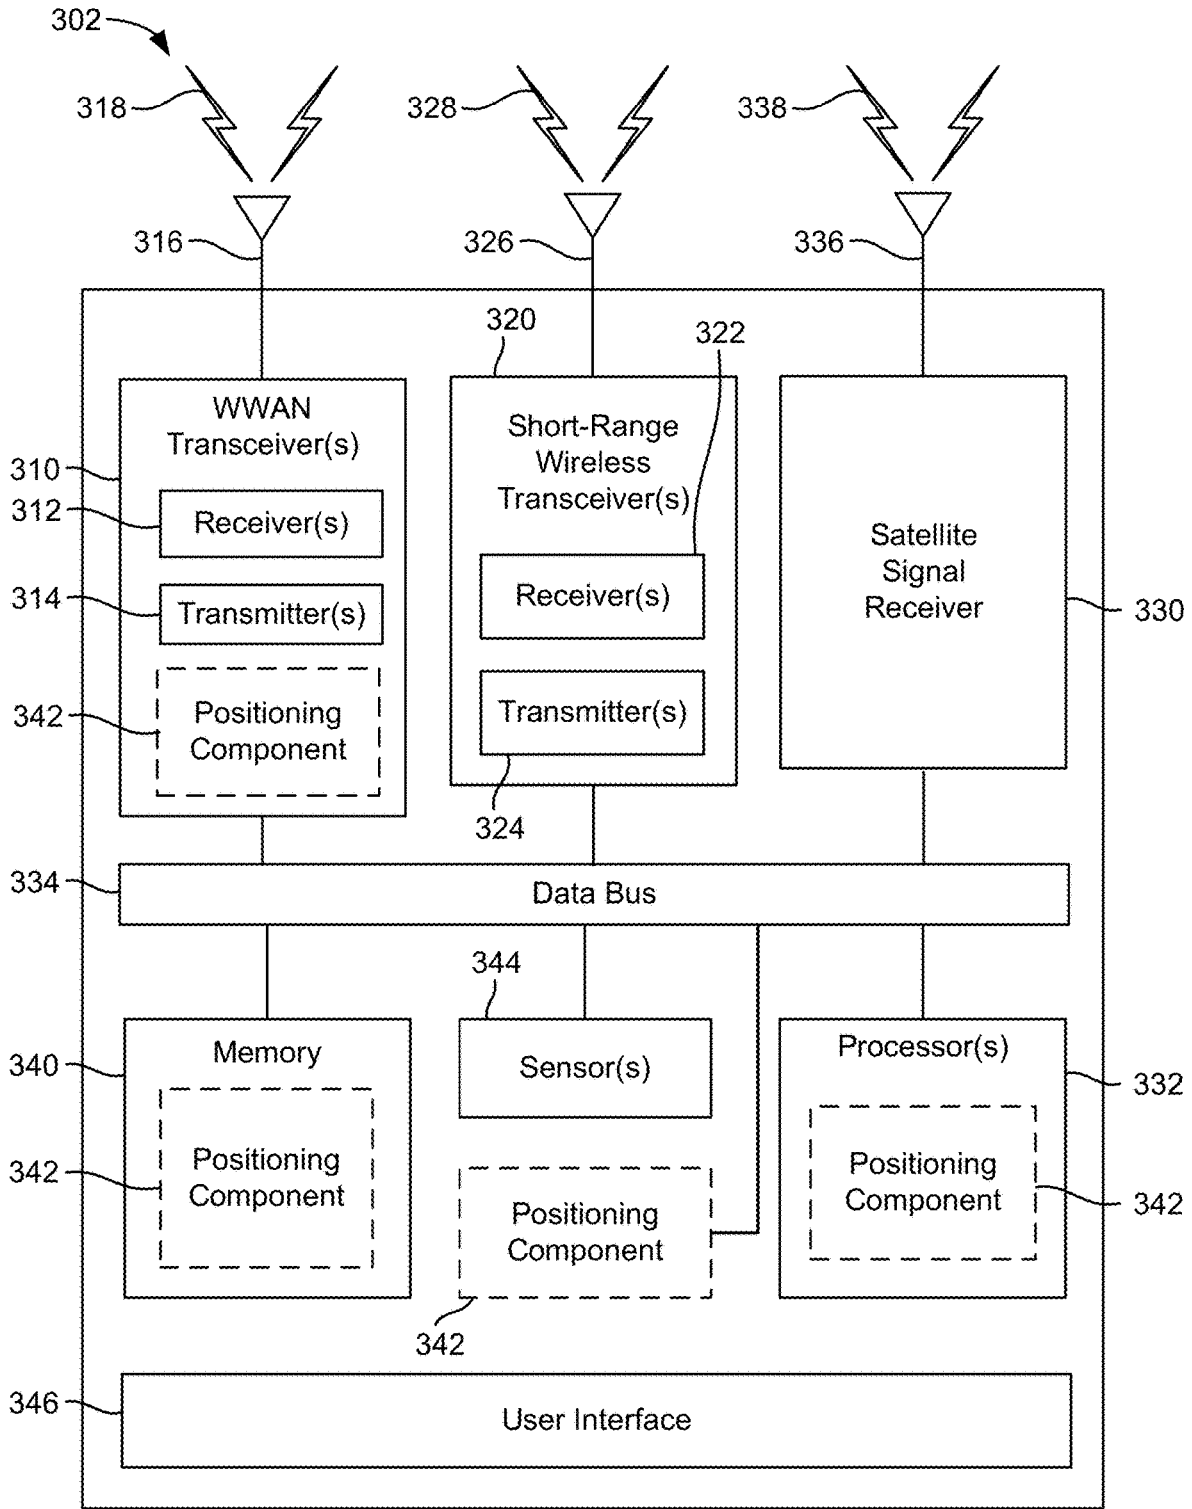 302
318
328
338
316
326
336
320
322
WWAN
Transceiver(s)
Short-Range
Wireless
Transceiver(s)
310
312
Receiver(s)
Satellite
Signal
Receiver
314
Transmitter(s)
Receiver(s)
330
342
Positioning
Component
Transmitter(s)
324
334
Data Bus
344
340
Memory
Sensor(s)
Processor(s)
332
342
Positioning
Component
Positioning
Component
Positioning
Component
342
342
346
User Interface